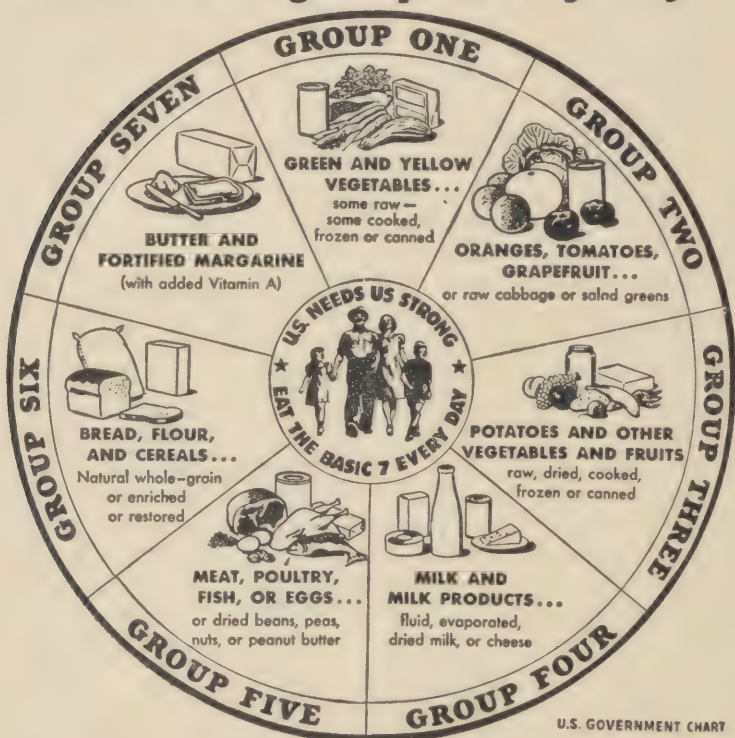 GROUP ONE
GREEN AND YELLOW
VEGETABLES...
some raw—
some cooked,
frozen or canned
GROUP TWO
ORANGES, TOMATOES,
GRAPEFRUIT...
or raw cabbage or salad greens
GROUP THREE
POTATOES AND OTHER
VEGETABLES AND FRUITS
raw, dried, cooked,
frozen or canned
GROUP FOUR
MILK AND
MILK PRODUCTS...
fluid, evaporated,
dried milk, or cheese
GROUP FIVE
MEAT, POULTRY,
FISH, OR EGGS...
or dried beans, peas,
nuts, or peanut butter
GROUP SIX
BREAD, FLOUR,
AND CEREALS...
Natural whole-grain
or enriched
or restored
GROUP SEVEN
BUTTER AND
FORTIFIED MARGARINE
(with added Vitamin A)
U.S. NEEDS US STRONG
EAT THE BASIC 7 EVERY DAY
U.S. GOVERNMENT CHART